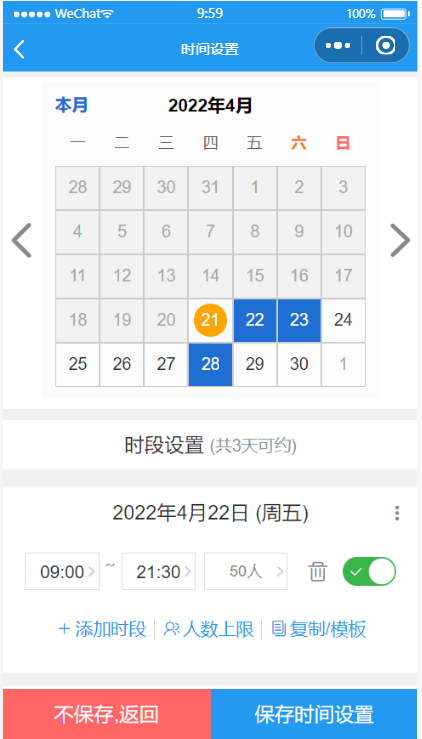 WeChat 9:59 100%
时间设置
本月 2022年4月
一 二 三 四 五 六 日
28 29 30 31 1 2 3
4 5 6 7 8 9 10
11 12 13 14 15 16 17
18 19 20 21 22 23 24
25 26 27 28 29 30 1
时段设置 (共3天可约)
2022年4月22日 (周五)
09:00 ~ 21:30 50人
+ 添加时段 人数上限 复制/模板
不保存,返回 保存时间设置